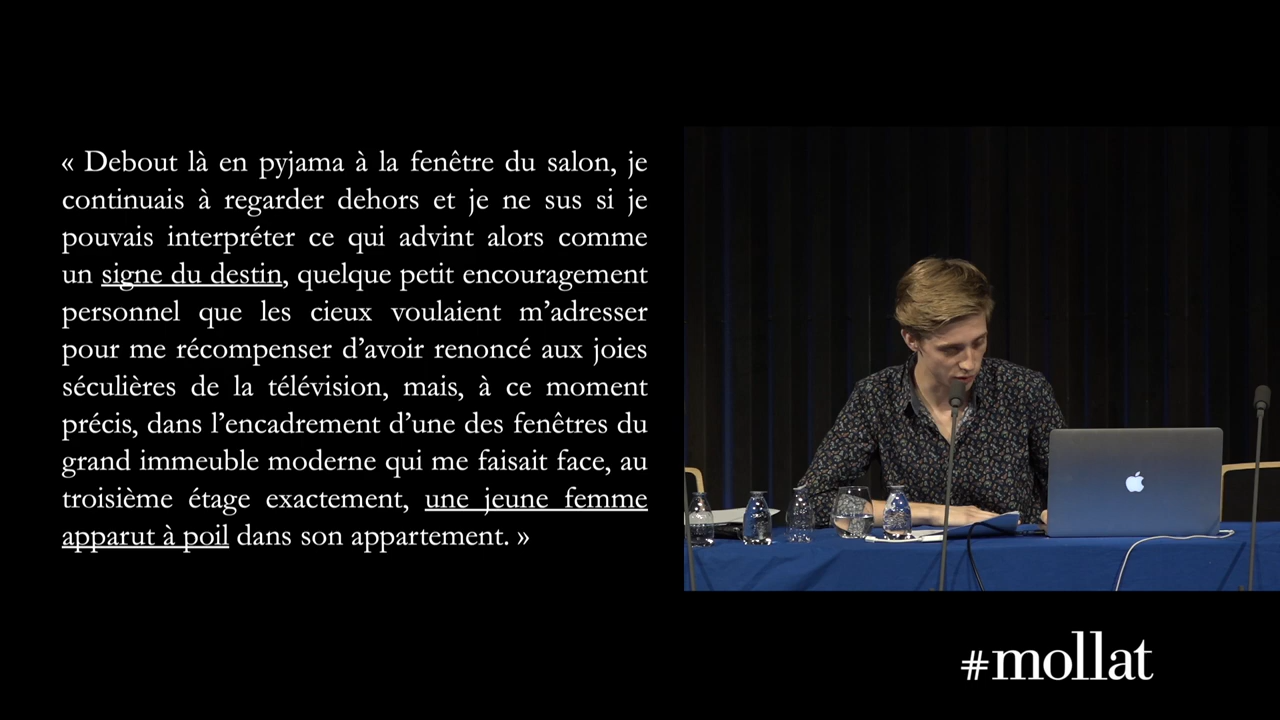 « Debout là en pyjama à la fenêtre du salon, je
continuais à regarder dehors et je ne sus si je
pouvais interpréter ce qui advint alors comme
un signe du destin, quelque petit encouragement
personnel que les cieux voulaient m’adresser
pour me récompenser d’avoir renoncé aux joies
séculières de la télévision, mais, à ce moment
précis, dans l’encadrement d’une des fenêtres du
grand immeuble moderne qui me faisait face, au
troisième étage exactement, une jeune femme
apparut à poil dans son appartement. »
#mollat